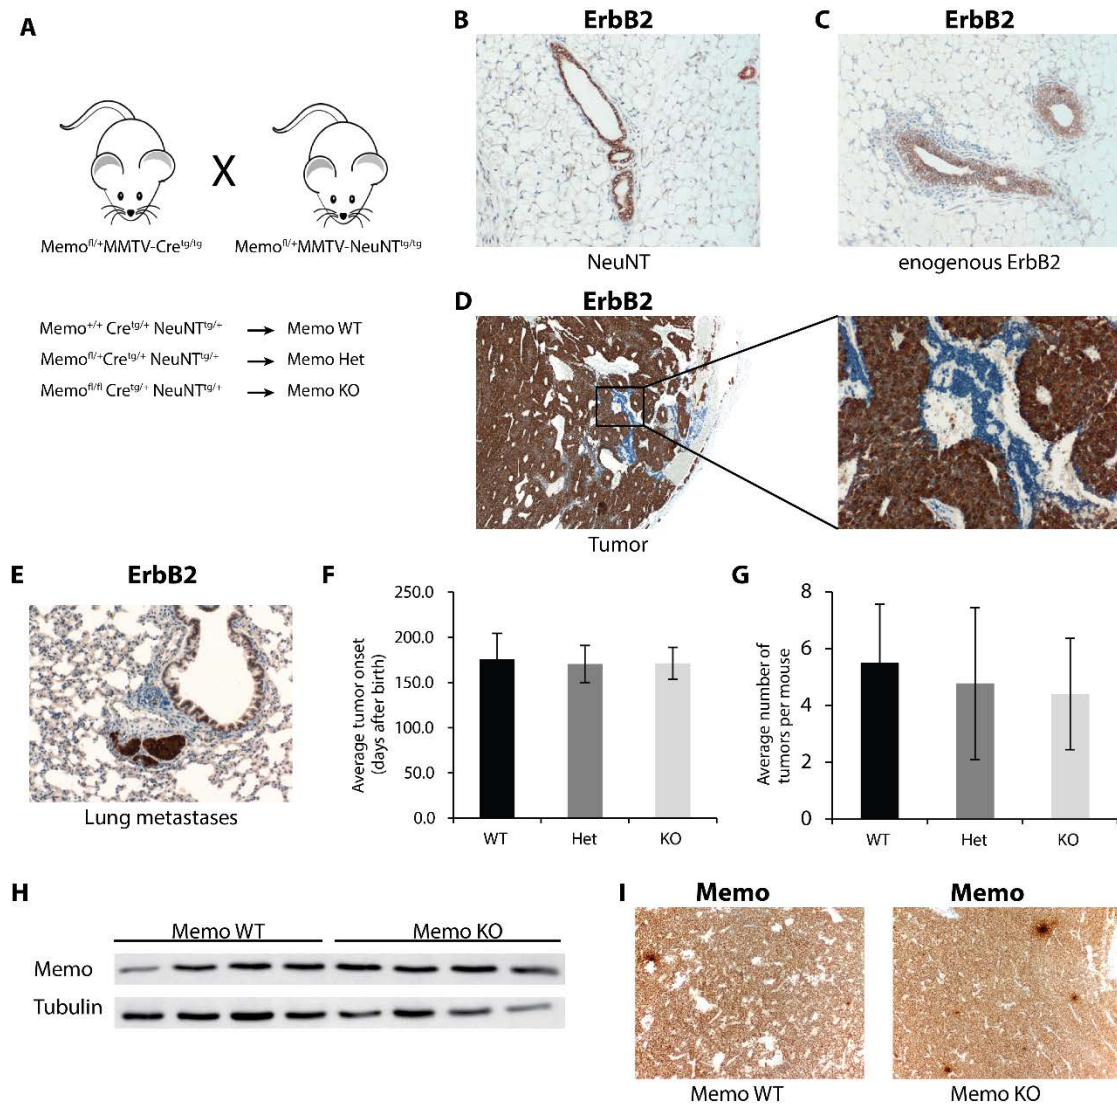 A
X
Memo^fl/+MMTV-Cre^tg/tg
Memo^fl/+MMTV-NeuNT^tg/tg
Memo^+/+ Cre^tg/+ NeuNT^tg/+ → Memo WT
Memo^fl/+Cre^tg/+ NeuNT^tg/+ → Memo Het
Memo^fl/fl Cre^tg/+ NeuNT^tg/+ → Memo KO
B
ErbB2
NeuNT
C
ErbB2
enogenous ErbB2
D
ErbB2
Tumor
E
ErbB2
Lung metastases
F
Average tumor onset
(days after birth)
250.0
200.0
150.0
100.0
50.0
0.0
WT Het KO
G
Average number of
tumors per mouse
8
6
4
2
0
WT Het KO
H
Memo WT Memo KO
Memo
Tubulin
I
Memo
Memo WT
Memo
Memo KO